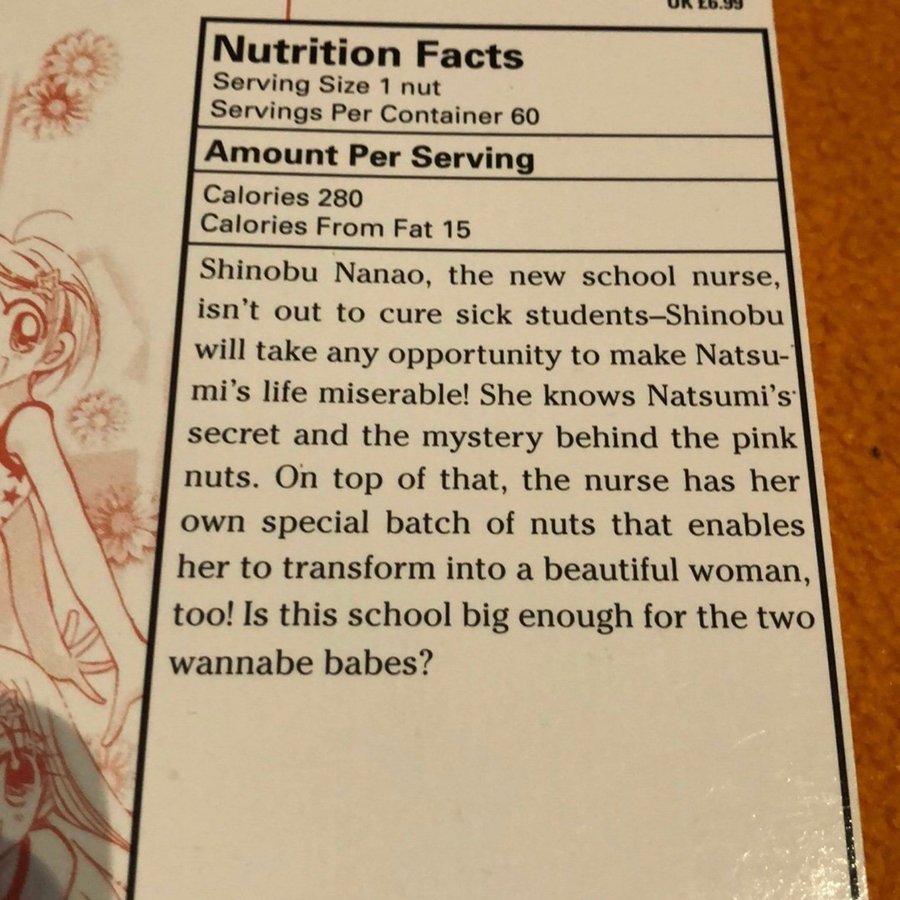 UK £6.99
Nutrition Facts
Serving Size 1 nut
Servings Per Container 60
Amount Per Serving
Calories 280
Calories From Fat 15
Shinobu Nanao, the new school nurse,
isn't out to cure sick students–Shinobu
will take any opportunity to make Natsu-
mi's life miserable! She knows Natsumi's
secret and the mystery behind the pink
nuts. On top of that, the nurse has her
own special batch of nuts that enables
her to transform into a beautiful woman,
too! Is this school big enough for the two
wannabe babes?